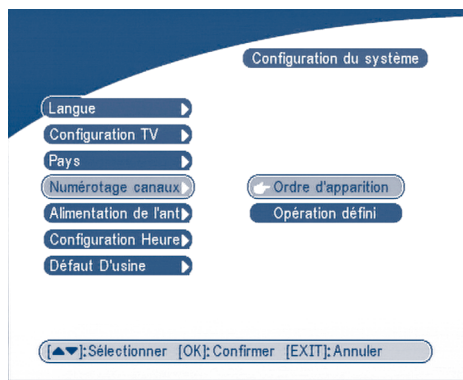 Configuration du système
Langue
Configuration TV
Pays
Numérotage canaux
Ordre d'apparition
Alimentation de l'ant
Opération défini
Configuration Heure
Défaut D'usine
[▲▼]:Sélectionner [OK]:Confirmer [EXIT]:Annuler